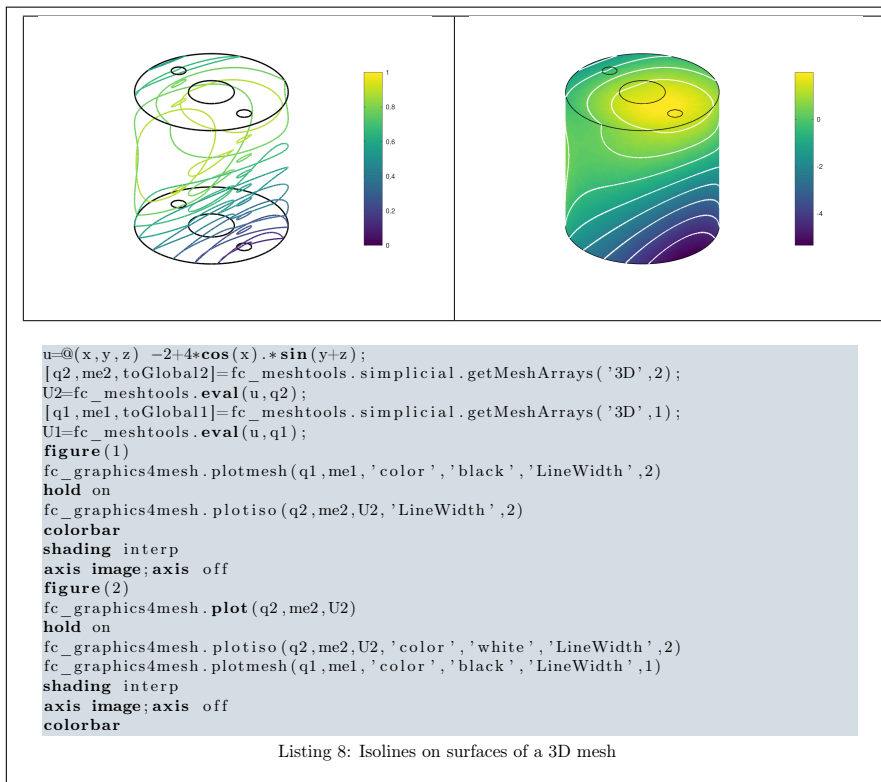 1
0.8
0.6
0.4
0.2
0
0
-2
-4
u=@(x,y,z) −2+4*cos(x).*sin(y+z);
[q2,me2,toGlobal2]=fc_meshtools.simplicial.getMeshArrays('3D',2);
U2=fc_meshtools.eval(u,q2);
[q1,me1,toGlobal1]=fc_meshtools.simplicial.getMeshArrays('3D',1);
U1=fc_meshtools.eval(u,q1);
figure(1)
fc_graphics4mesh.plotmesh(q1,me1,'color','black','LineWidth',2)
hold on
fc_graphics4mesh.plotiso(q2,me2,U2,'LineWidth',2)
colorbar
shading interp
axis image;axis off
figure(2)
fc_graphics4mesh.plot(q2,me2,U2)
hold on
fc_graphics4mesh.plotiso(q2,me2,U2,'color','white','LineWidth',2)
fc_graphics4mesh.plotmesh(q1,me1,'color','black','LineWidth',1)
shading interp
axis image;axis off
colorbar
Listing 8: Isolines on surfaces of a 3D mesh